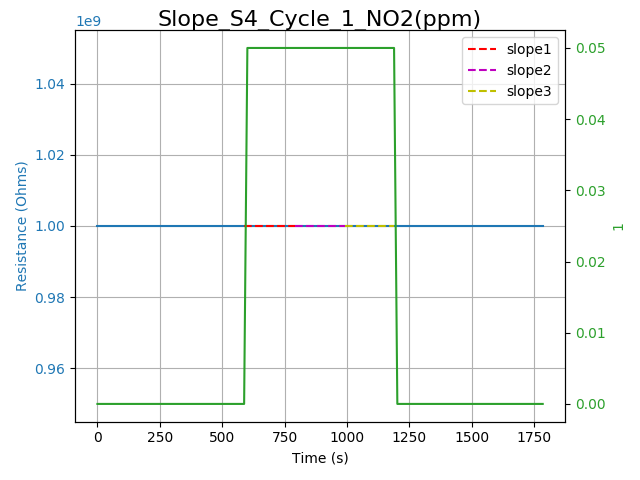 Slope_S4_Cycle_1_NO2(ppm)
1e9
slope1
slope2
slope3
1.04
1.02
1.00
0.98
0.96
Resistance (Ohms)
0.05
0.04
0.03
0.02
0.01
0.00
1
0 250 500 750 1000 1250 1500 1750
Time (s)